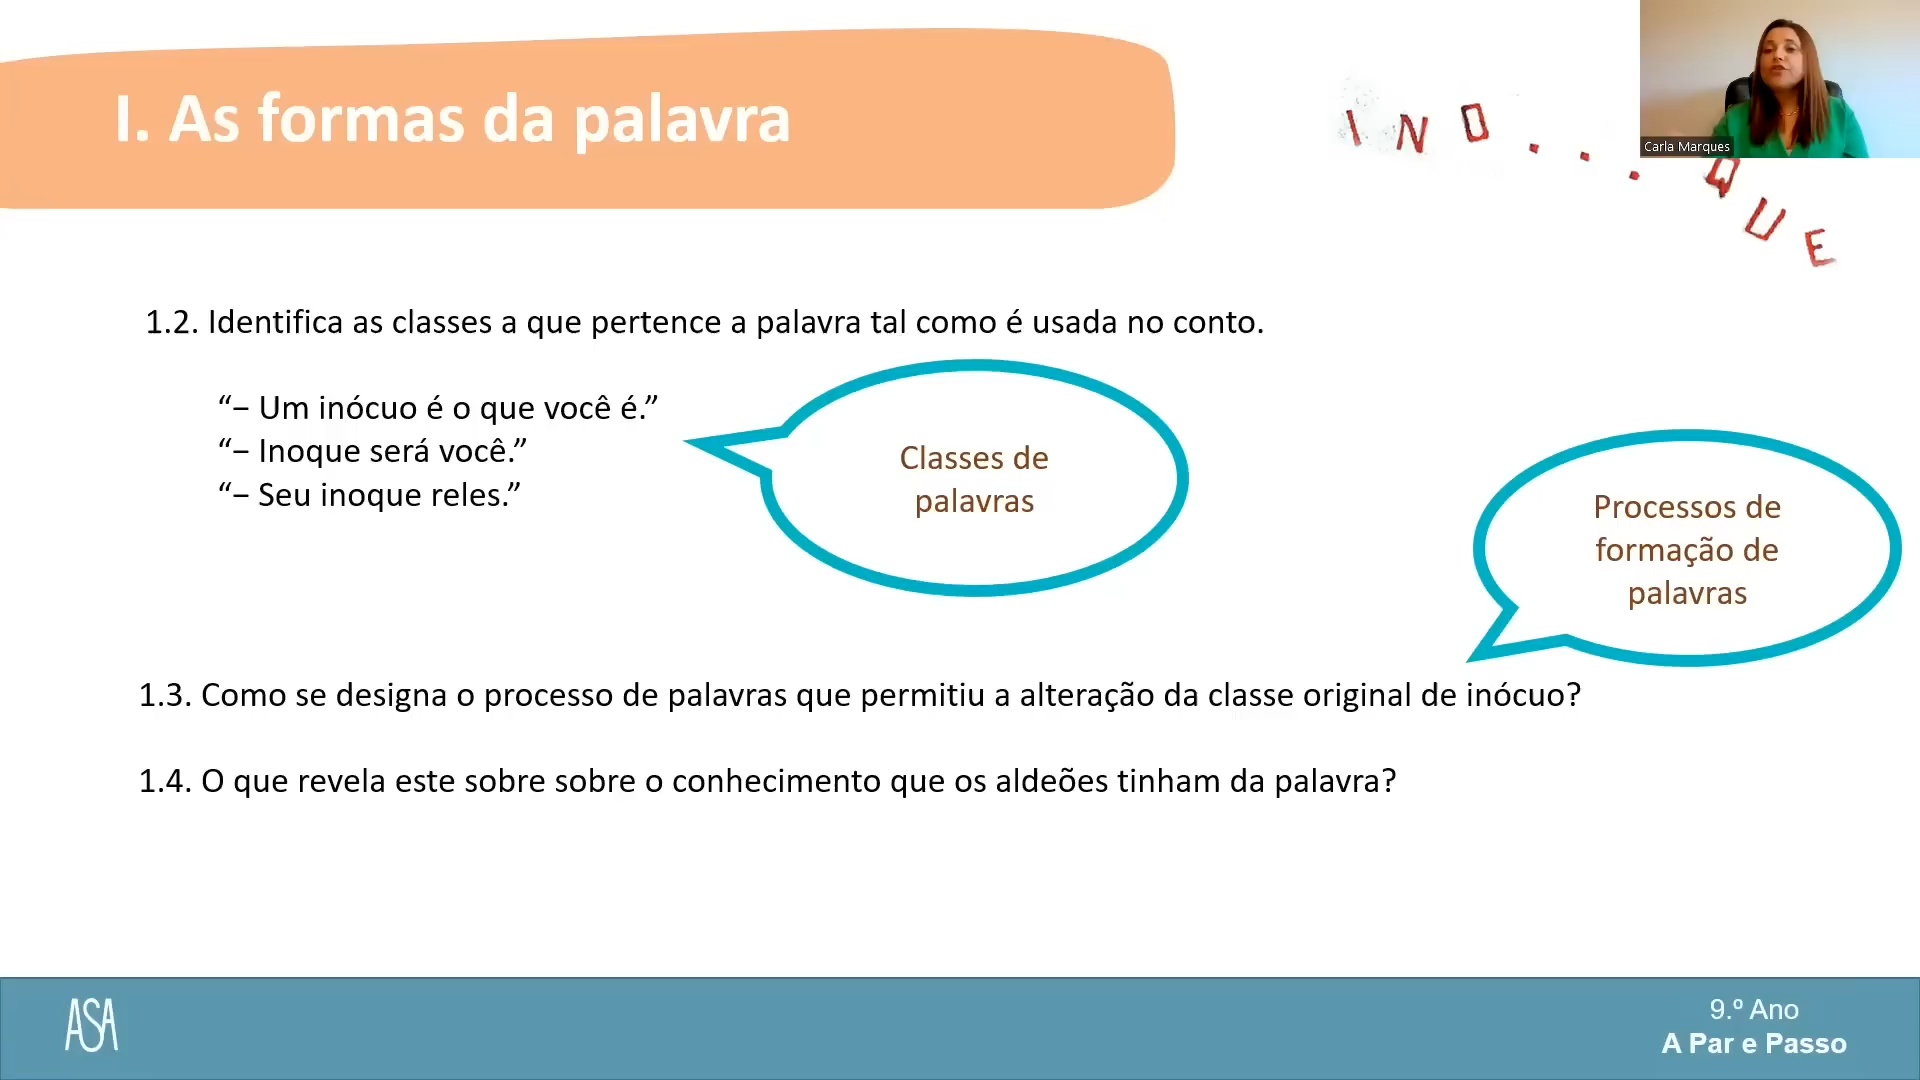 I. As formas da palavra
INO...QUE
Carla Marques
1.2. Identifica as classes a que pertence a palavra tal como é usada no conto.
“– Um inócuo é o que você é.”
“– Inoque será você.”
“– Seu inoque reles.”
Classes de
palavras
Processos de
formação de
palavras
1.3. Como se designa o processo de palavras que permitiu a alteração da classe original de inócuo?
1.4. O que revela este sobre sobre o conhecimento que os aldeões tinham da palavra?
ASA
9.º Ano
A Par e Passo